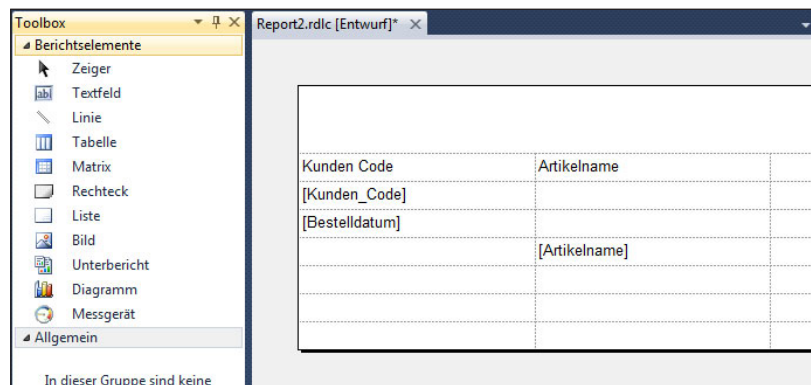 Toolbox
Berichtselemente
Zeiger
Textfeld
Linie
Tabelle
Matrix
Rechteck
Liste
Bild
Unterbericht
Diagramm
Messgerät
Allgemein
In dieser Gruppe sind keine
Report2.rdlc [Entwurf]*
Kunden Code Artikelname
[Kunden_Code]
[Bestelldatum]
[Artikelname]